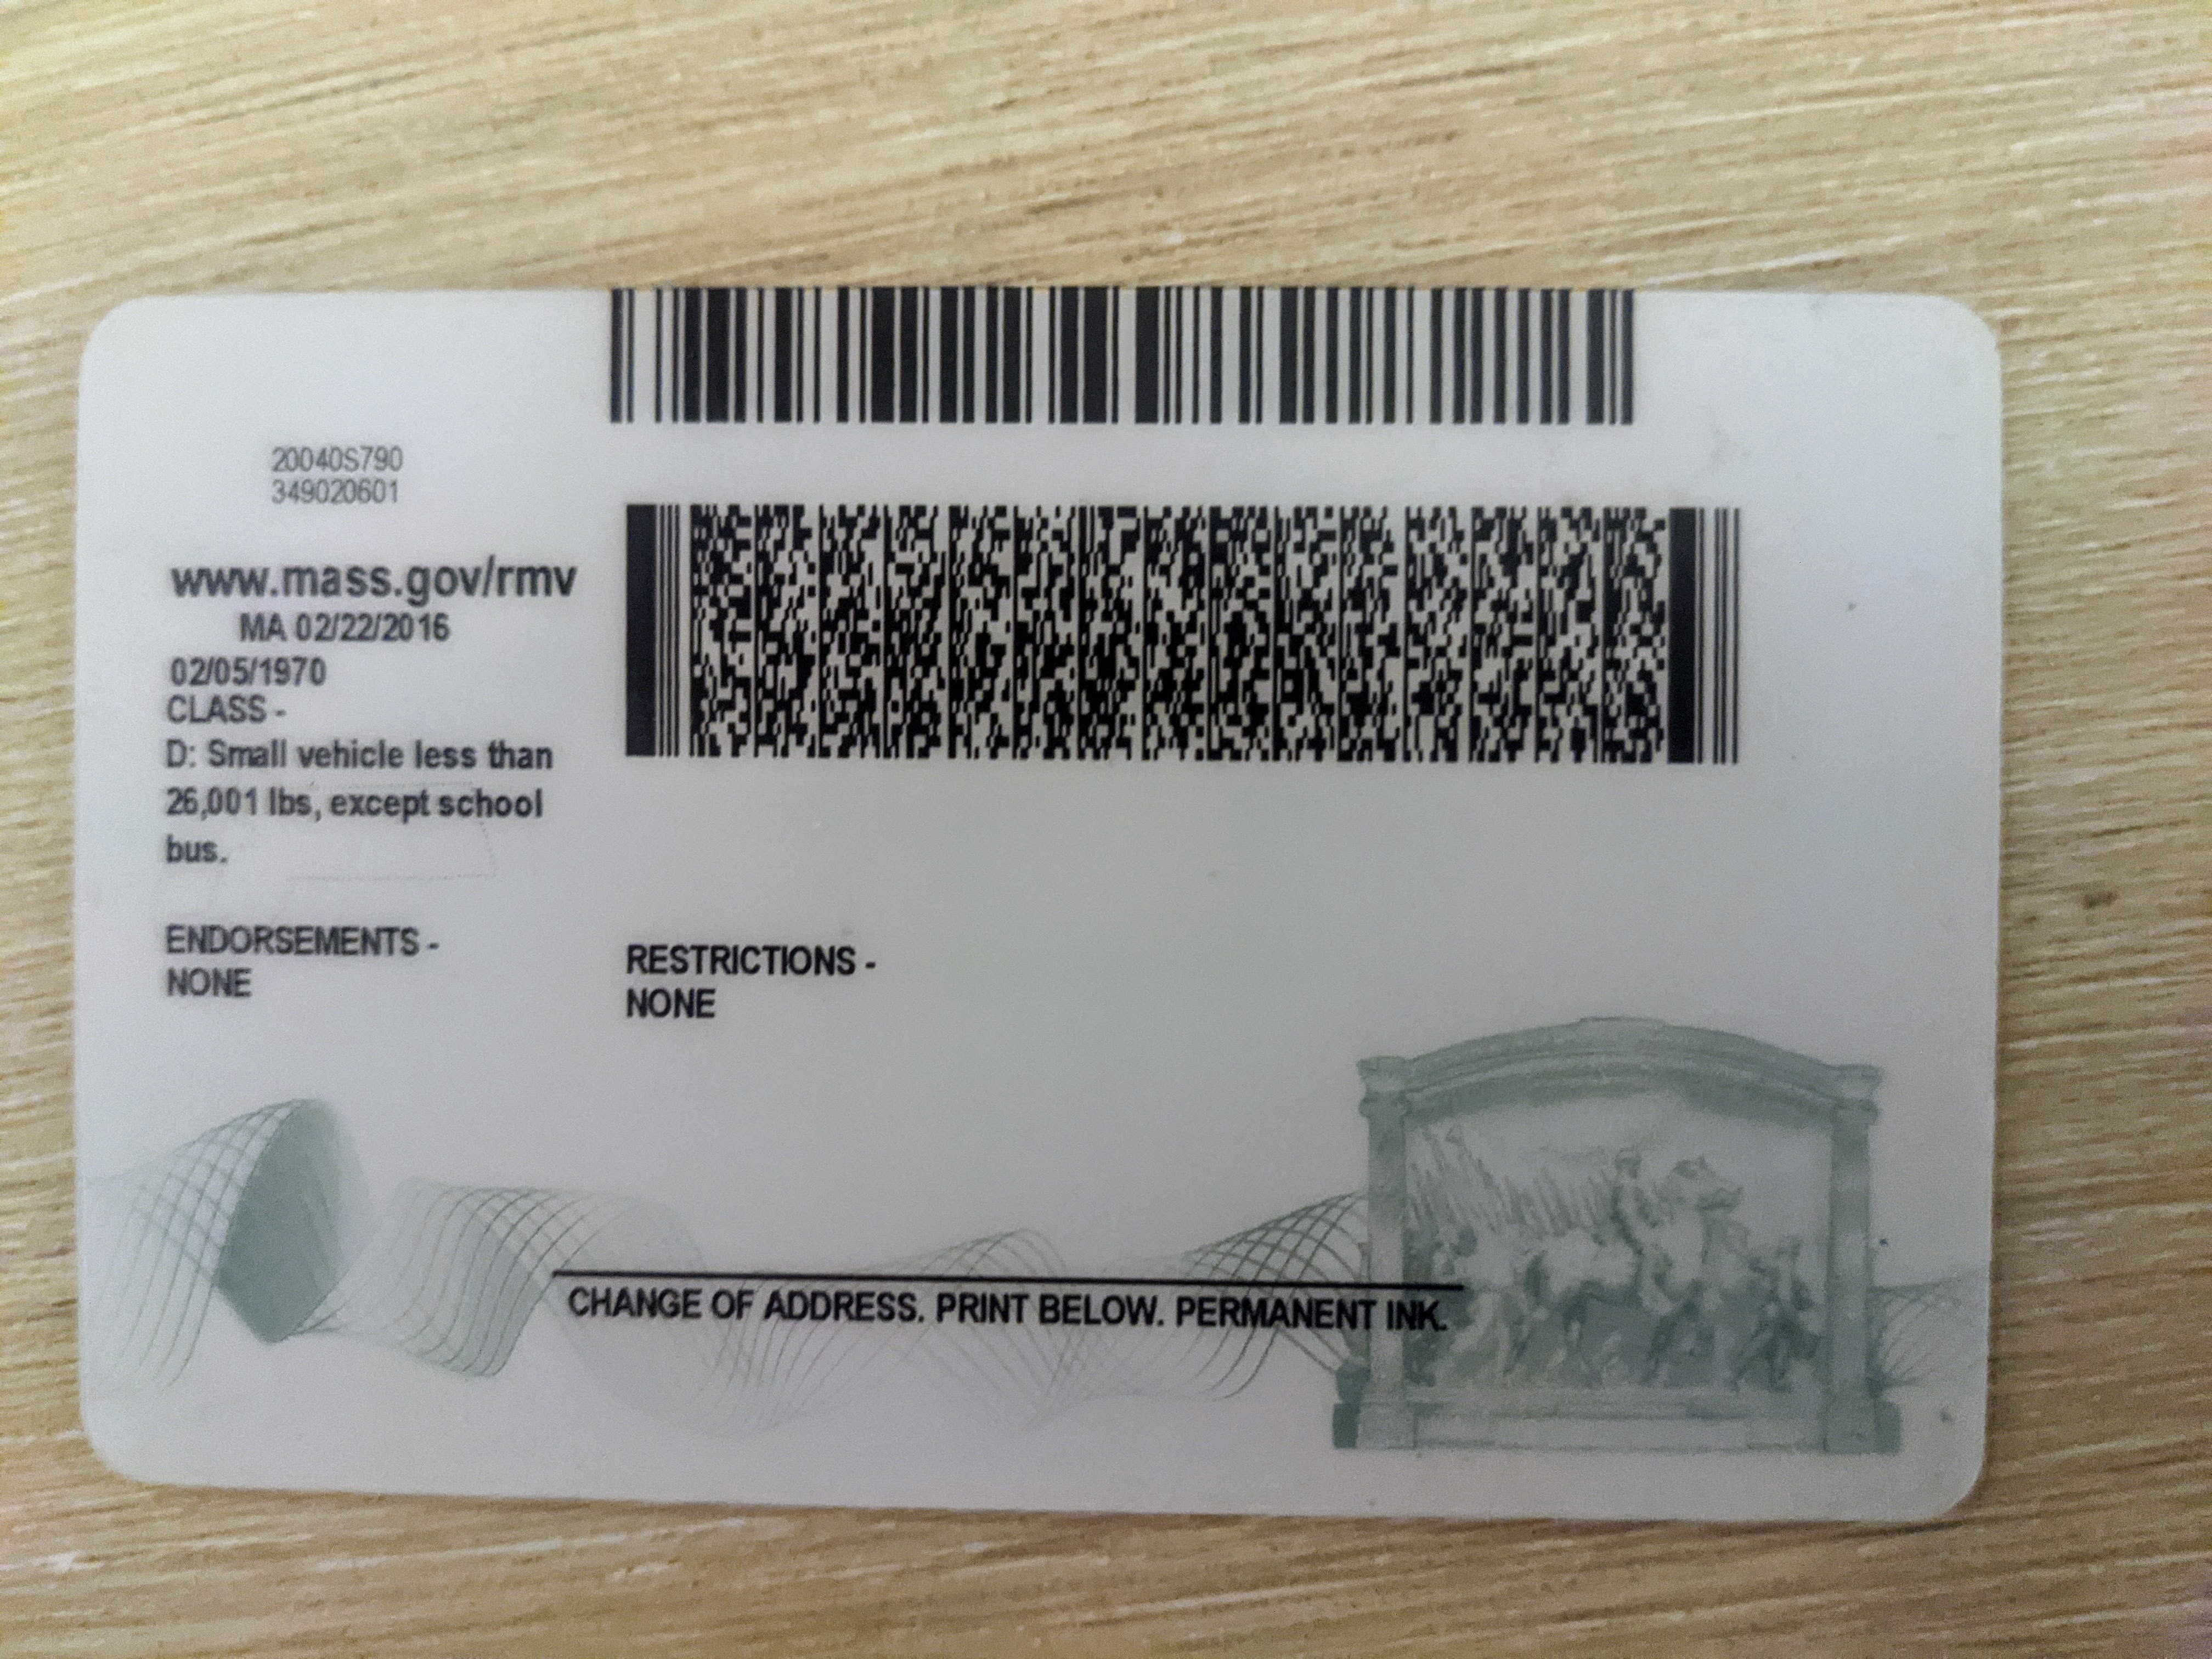 20040S790
349020601
www.mass.gov/rmv
MA 02/22/2016
02/05/1970
CLASS -
D: Small vehicle less than
26,001 lbs, except school
bus.
ENDORSEMENTS -
NONE
RESTRICTIONS -
NONE
CHANGE OF ADDRESS. PRINT BELOW. PERMANENT INK.